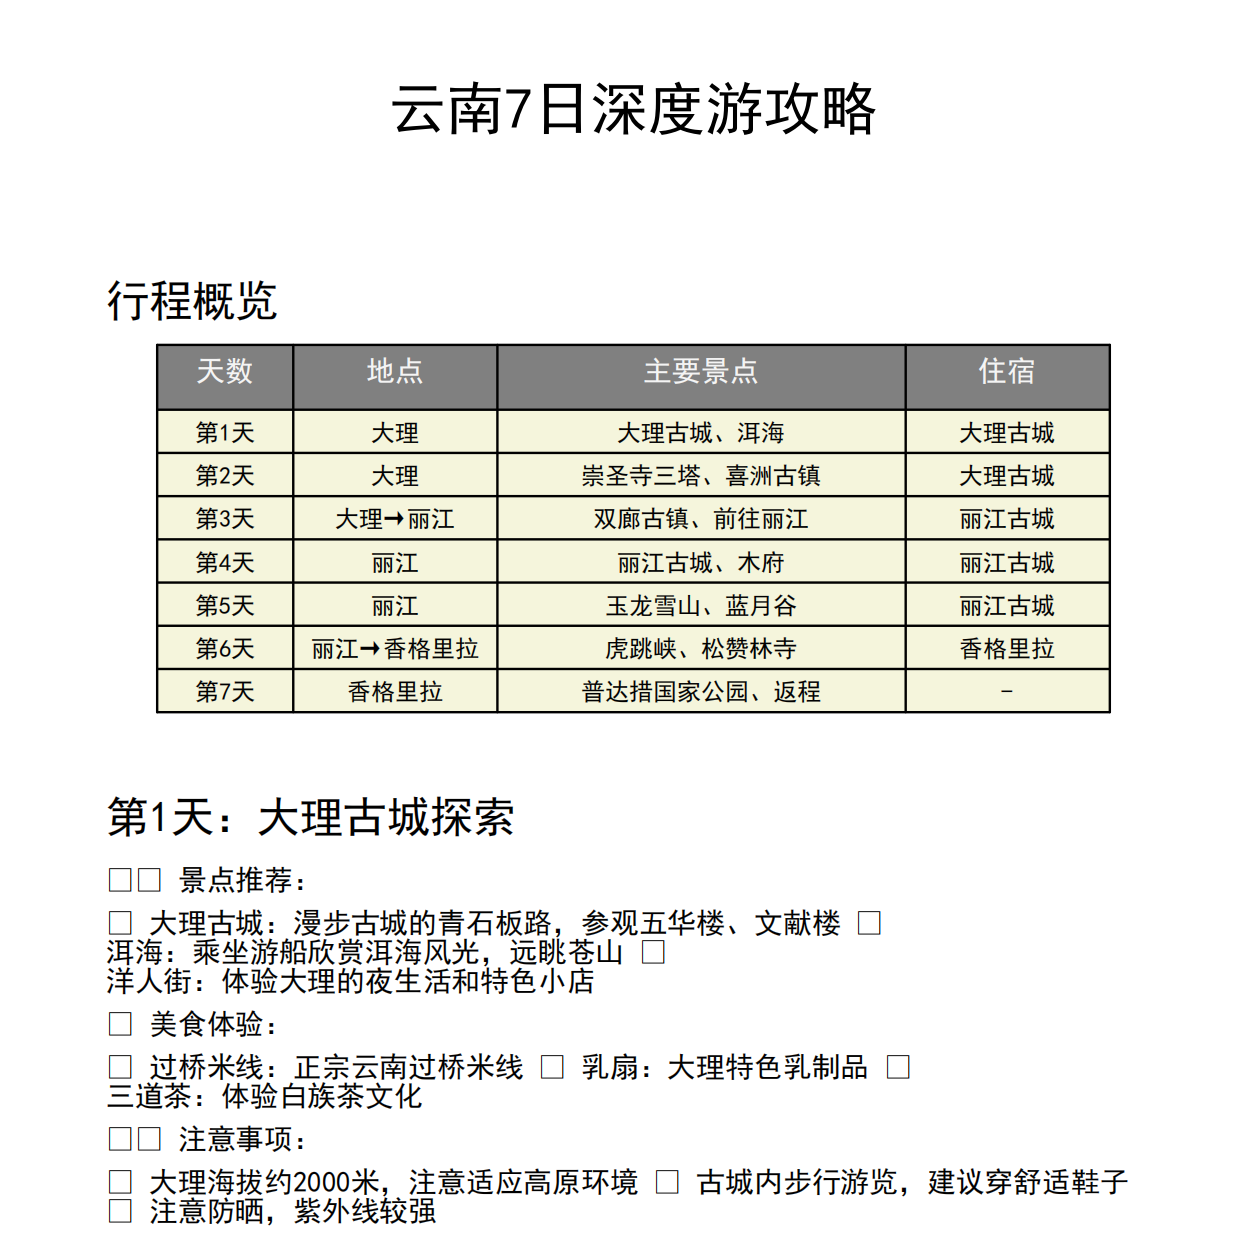 云南7日深度游攻略
行程概览
天数 地点 主要景点 住宿
第1天 大理 大理古城、洱海 大理古城
第2天 大理 崇圣寺三塔、喜洲古镇 大理古城
第3天 大理→丽江 双廊古镇、前往丽江 丽江古城
第4天 丽江 丽江古城、木府 丽江古城
第5天 丽江 玉龙雪山、蓝月谷 丽江古城
第6天 丽江→香格里拉 虎跳峡、松赞林寺 香格里拉
第7天 香格里拉 普达措国家公园、返程 -
第1天：大理古城探索
□□ 景点推荐：
□ 大理古城：漫步古城的青石板路，参观五华楼、文献楼 □
洱海：乘坐游船欣赏洱海风光，远眺苍山 □
洋人街：体验大理的夜生活和特色小店
□ 美食体验：
□ 过桥米线：正宗云南过桥米线 □ 乳扇：大理特色乳制品 □
三道茶：体验白族茶文化
□□ 注意事项：
□ 大理海拔约2000米，注意适应高原环境 □ 古城内步行游览，建议穿舒适鞋子
□ 注意防晒，紫外线较强